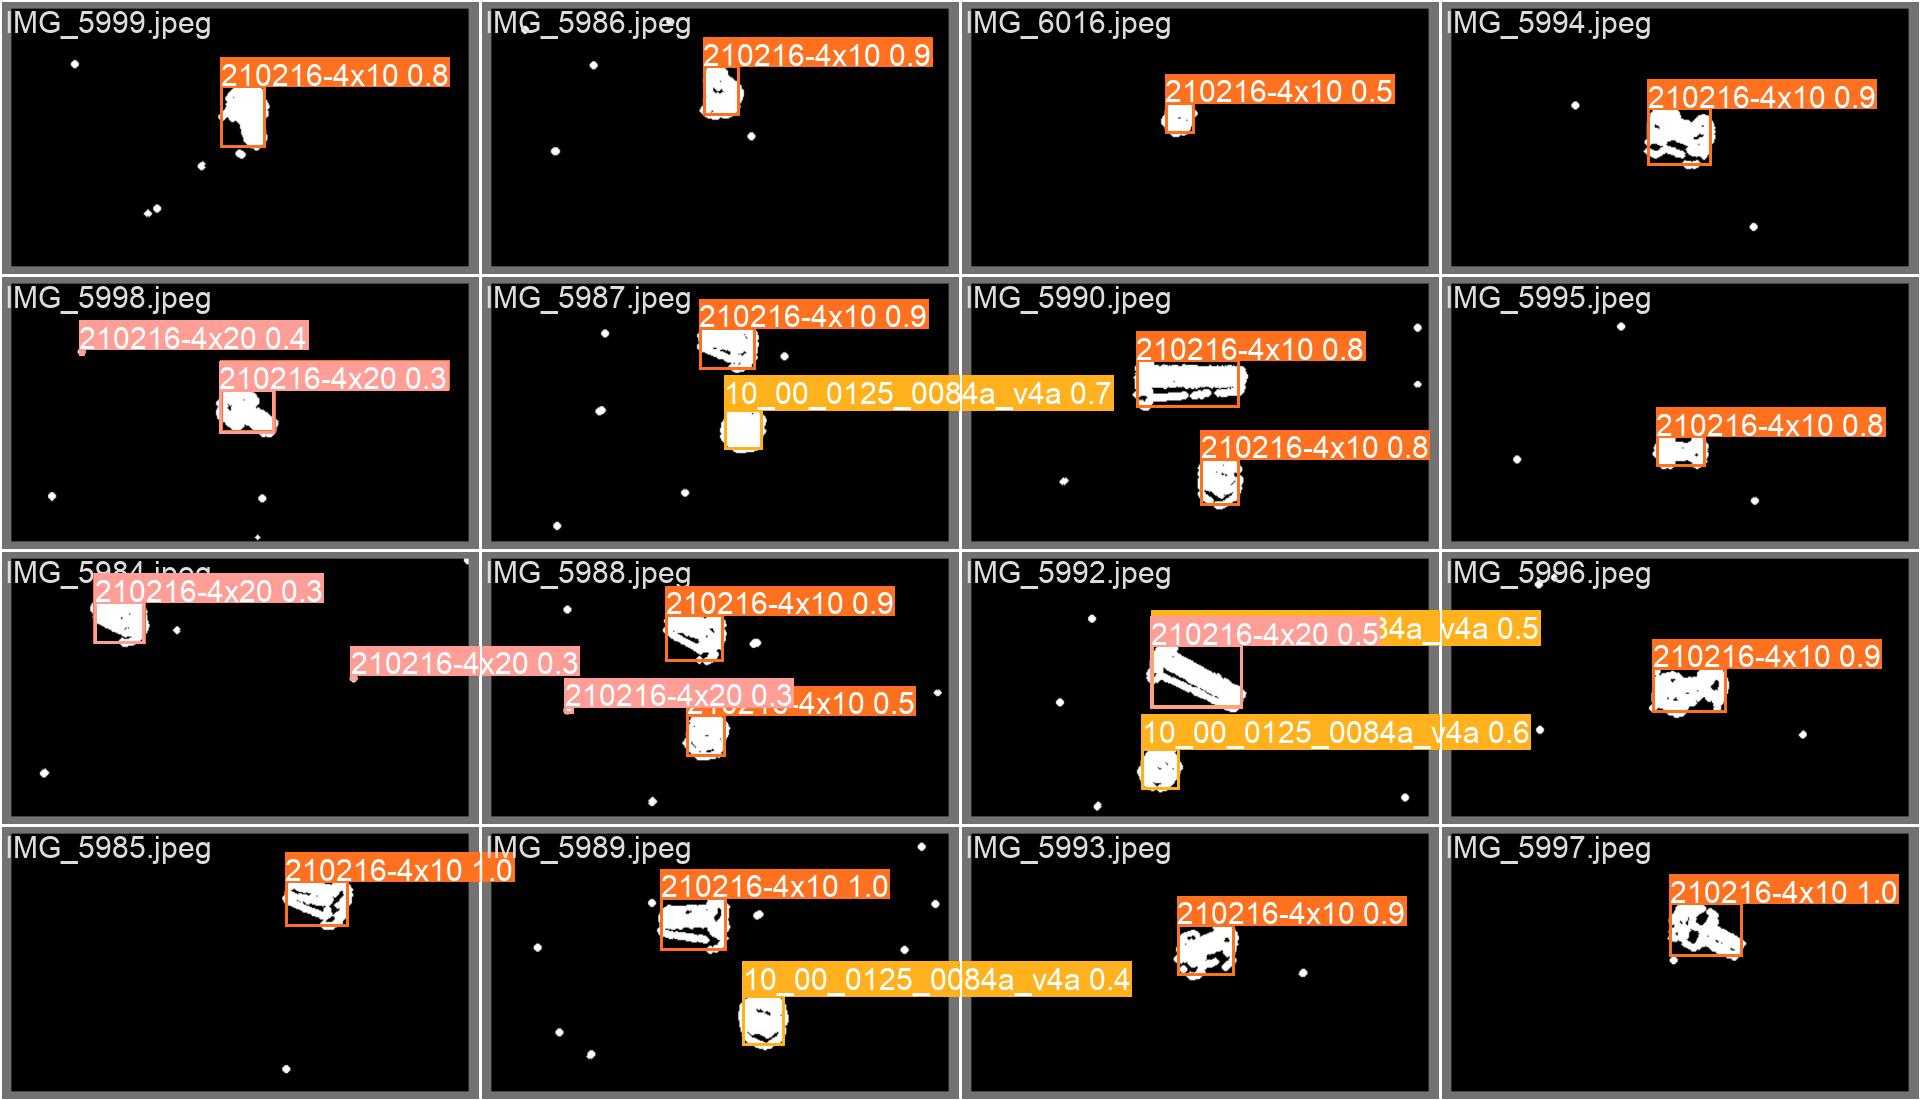 IMG_5999.jpeg
210216-4x10 0.8
IMG_5986.jpeg
210216-4x10 0.9
IMG_6016.jpeg
210216-4x10 0.5
IMG_5994.jpeg
210216-4x10 0.9
IMG_5998.jpeg
210216-4x20 0.4
210216-4x20 0.3
IMG_5987.jpeg
210216-4x10 0.9
10_00_0125_0084a_v4a 0.7
IMG_5990.jpeg
210216-4x10 0.8
210216-4x10 0.8
IMG_5995.jpeg
210216-4x10 0.8
IMG_5984.jpeg
210216-4x20 0.3
210216-4x20 0.3
IMG_5988.jpeg
210216-4x10 0.9
210216-4x20 0.3
-4x10 0.5
IMG_5992.jpeg
210216-4x20 0.5
84a_v4a 0.5
10_00_0125_0084a_v4a 0.6
IMG_5996.jpeg
210216-4x10 0.9
IMG_5985.jpeg
210216-4x10 1.0
IMG_5989.jpeg
210216-4x10 1.0
10_00_0125_0084a_v4a 0.4
IMG_5993.jpeg
210216-4x10 0.9
IMG_5997.jpeg
210216-4x10 1.0